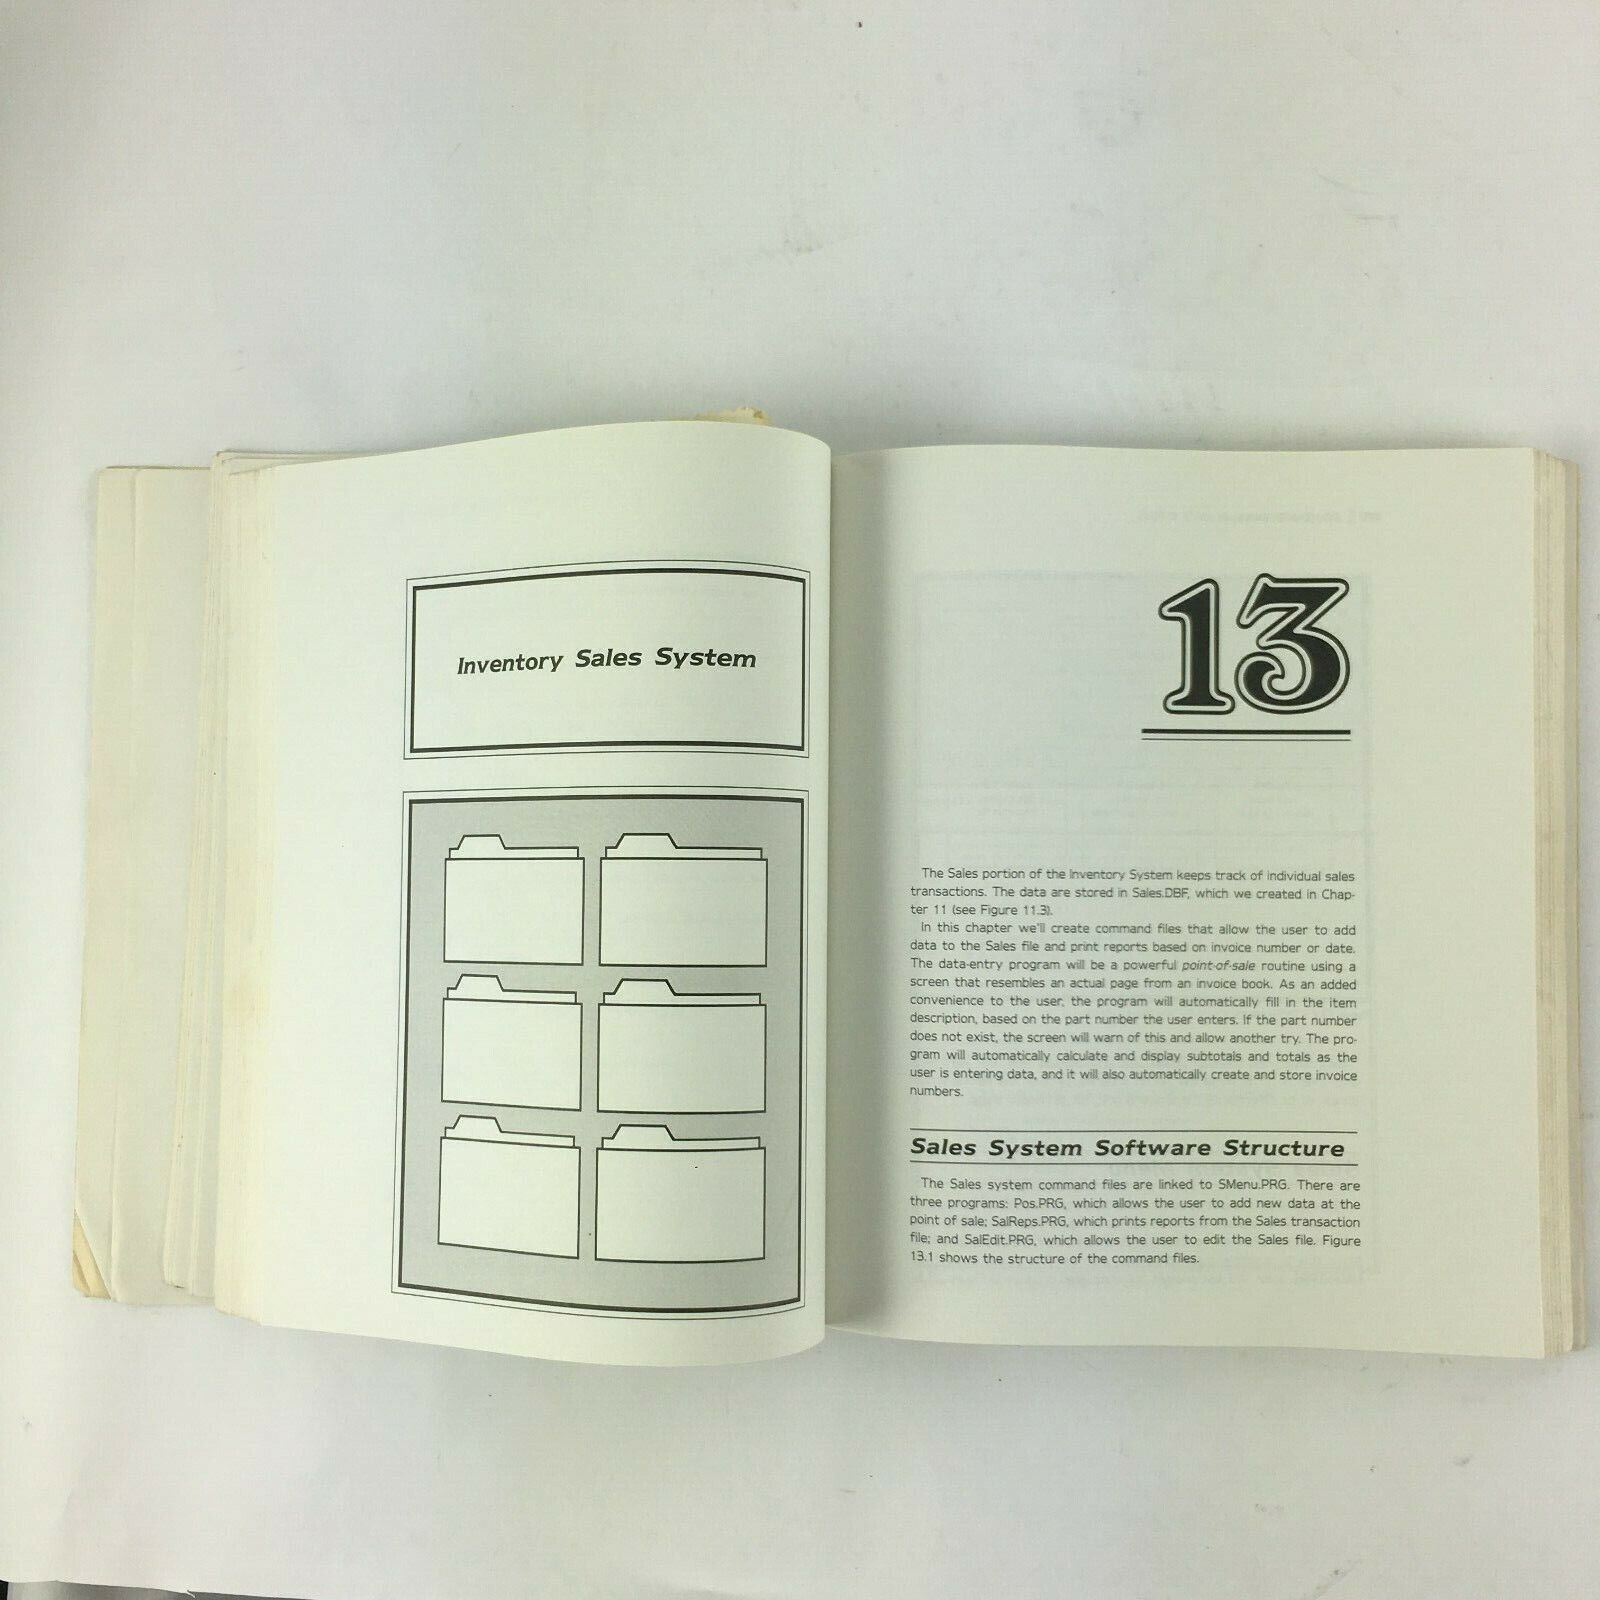 Inventory Sales System
13
The Sales portion of the Inventory System keeps track of individual sales
transactions. The data are stored in Sales.DBF, which we created in Chap-
ter 11 (see Figure 11.3).
In this chapter we'll create command files that allow the user to add
data to the Sales file and print reports based on invoice number or date.
The data-entry program will be a powerful point-of-sale routine using a
screen that resembles an actual page from an invoice book. As an added
convenience to the user, the program will automatically fill in the item
description, based on the part number the user enters. If the part number
does not exist, the screen will warn of this and allow another try. The pro-
gram will automatically calculate and display subtotals and totals as the
user is entering data, and it will also automatically create and store invoice
numbers.
Sales System Software Structure
The Sales system command files are linked to SMenu.PRG. There are
three programs: Pos.PRG, which allows the user to add new data at the
point of sale; SalReps.PRG, which prints reports from the Sales transaction
file; and SalEdit.PRG, which allows the user to edit the Sales file. Figure
13.1 shows the structure of the command files.